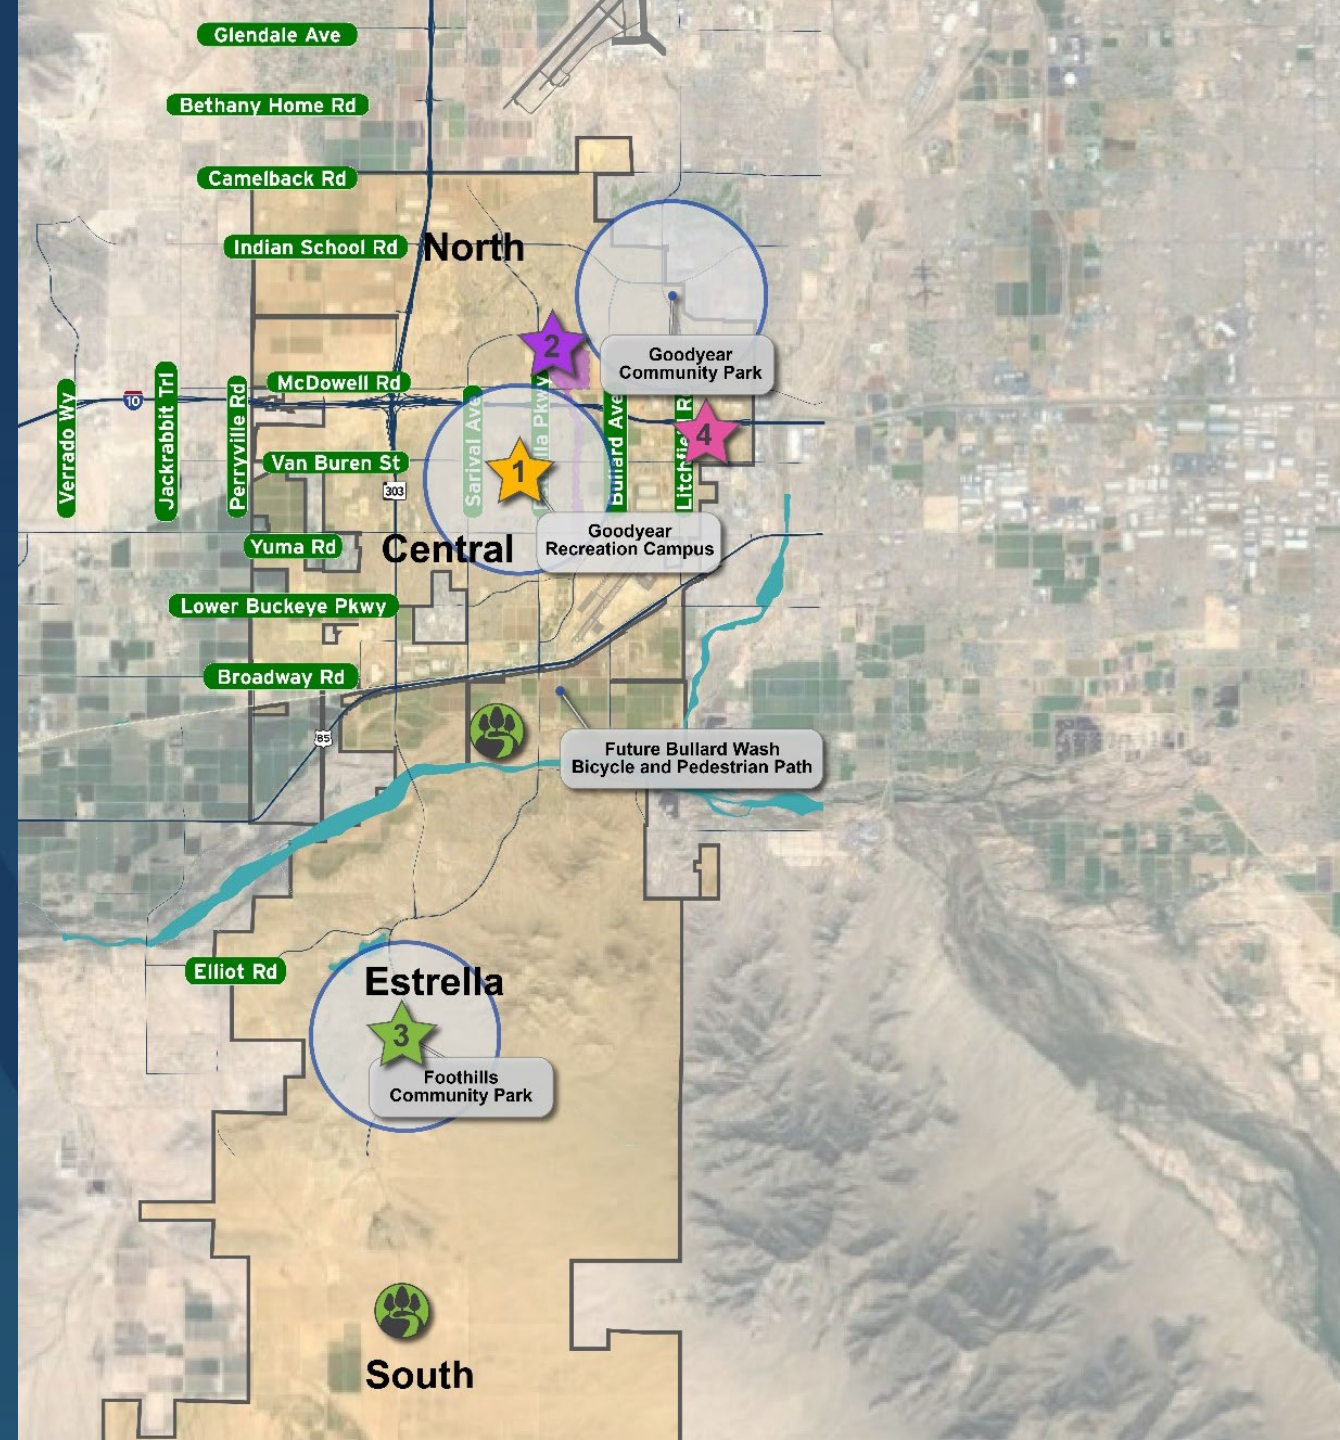 Glendale Ave
Bethany Home Rd
Camelback Rd
Indian School Rd
North
2
Goodyear
Community Park
McDowell Rd
10
Verrado Wy
Jackrabbit Trl
Perryville Rd
Sarival Ave
Pkwy
Bullard Ave
4
Van Buren St
303
1
Goodyear
Recreation Campus
Yuma Rd
Central
Lower Buckeye Pkwy
Broadway Rd
85
Future Bullard Wash
Bicycle and Pedestrian Path
Elliot Rd
Estrella
3
Foothills
Community Park
South